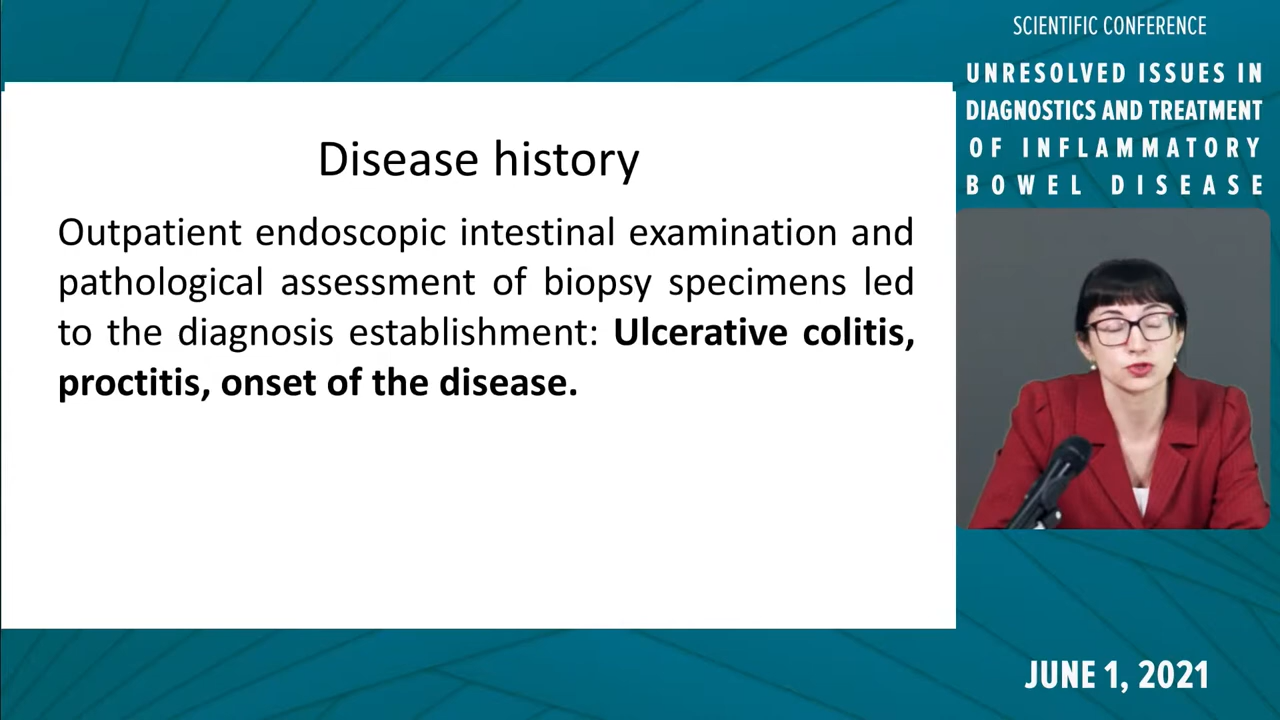 Disease history
Outpatient endoscopic intestinal examination and
pathological assessment of biopsy specimens led
to the diagnosis establishment: Ulcerative colitis,
proctitis, onset of the disease.
SCIENTIFIC CONFERENCE
UNRESOLVED ISSUES IN
DIAGNOSTICS AND TREATMENT
OF INFLAMMATORY
BOWEL DISEASE
JUNE 1, 2021